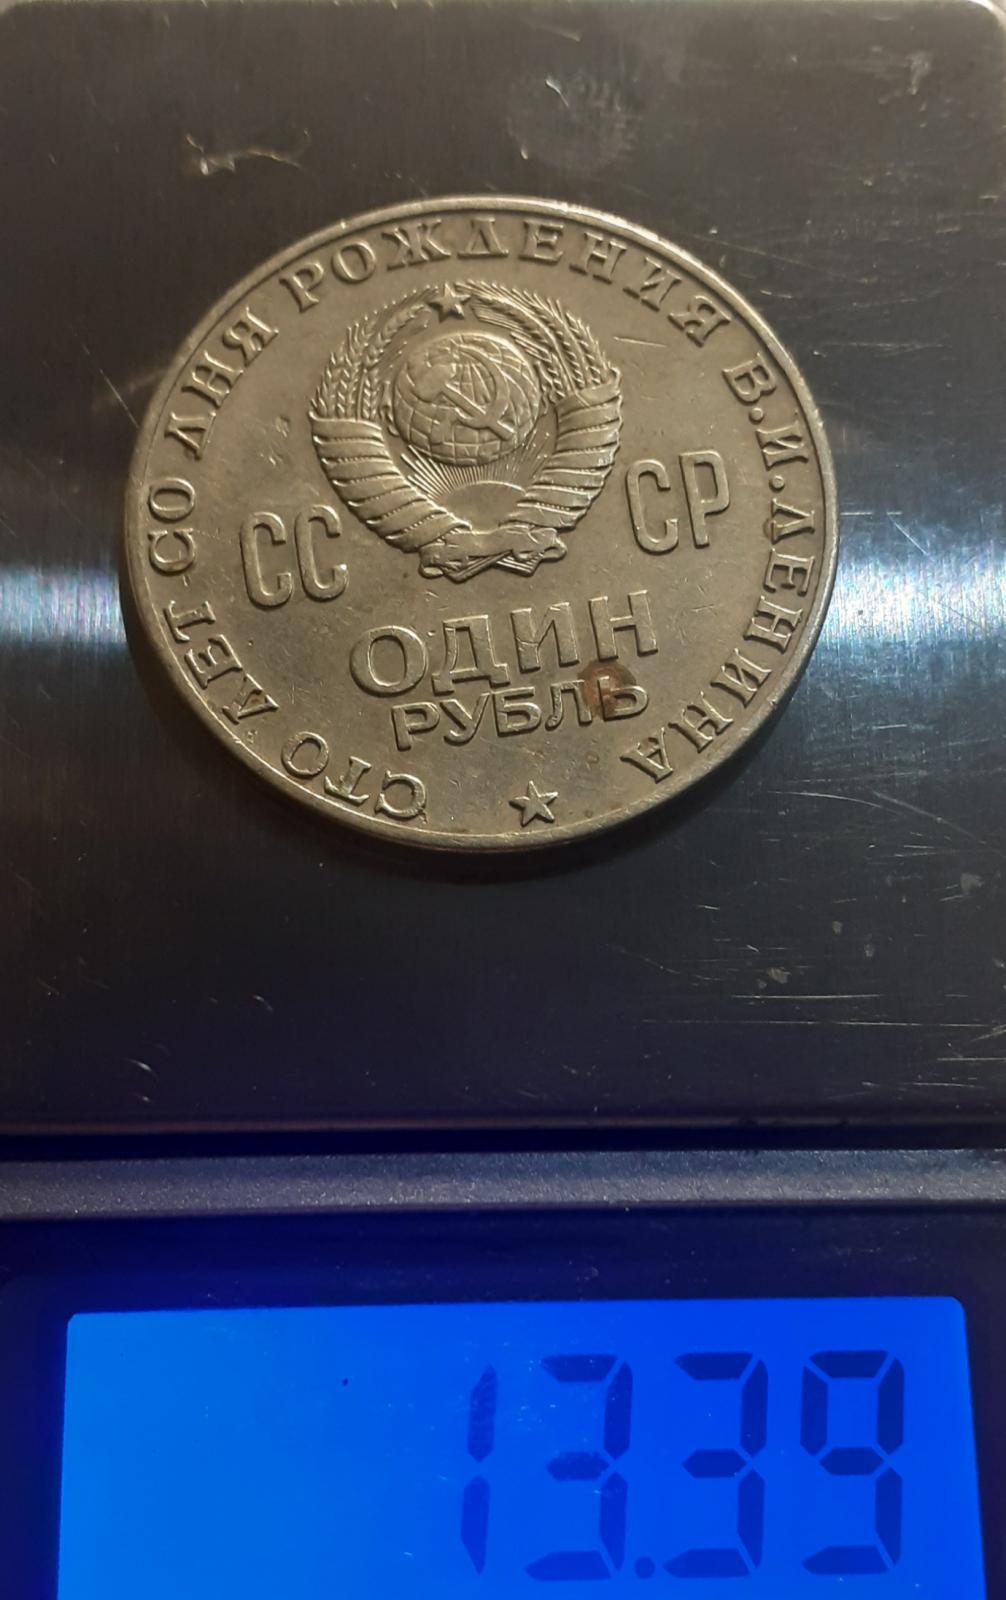 СТО ЛЕТ СО ДНЯ РОЖДЕНИЯ В.И.ЛЕНИНА
СС СР
ОДИН
РУБЛЬ
13.39